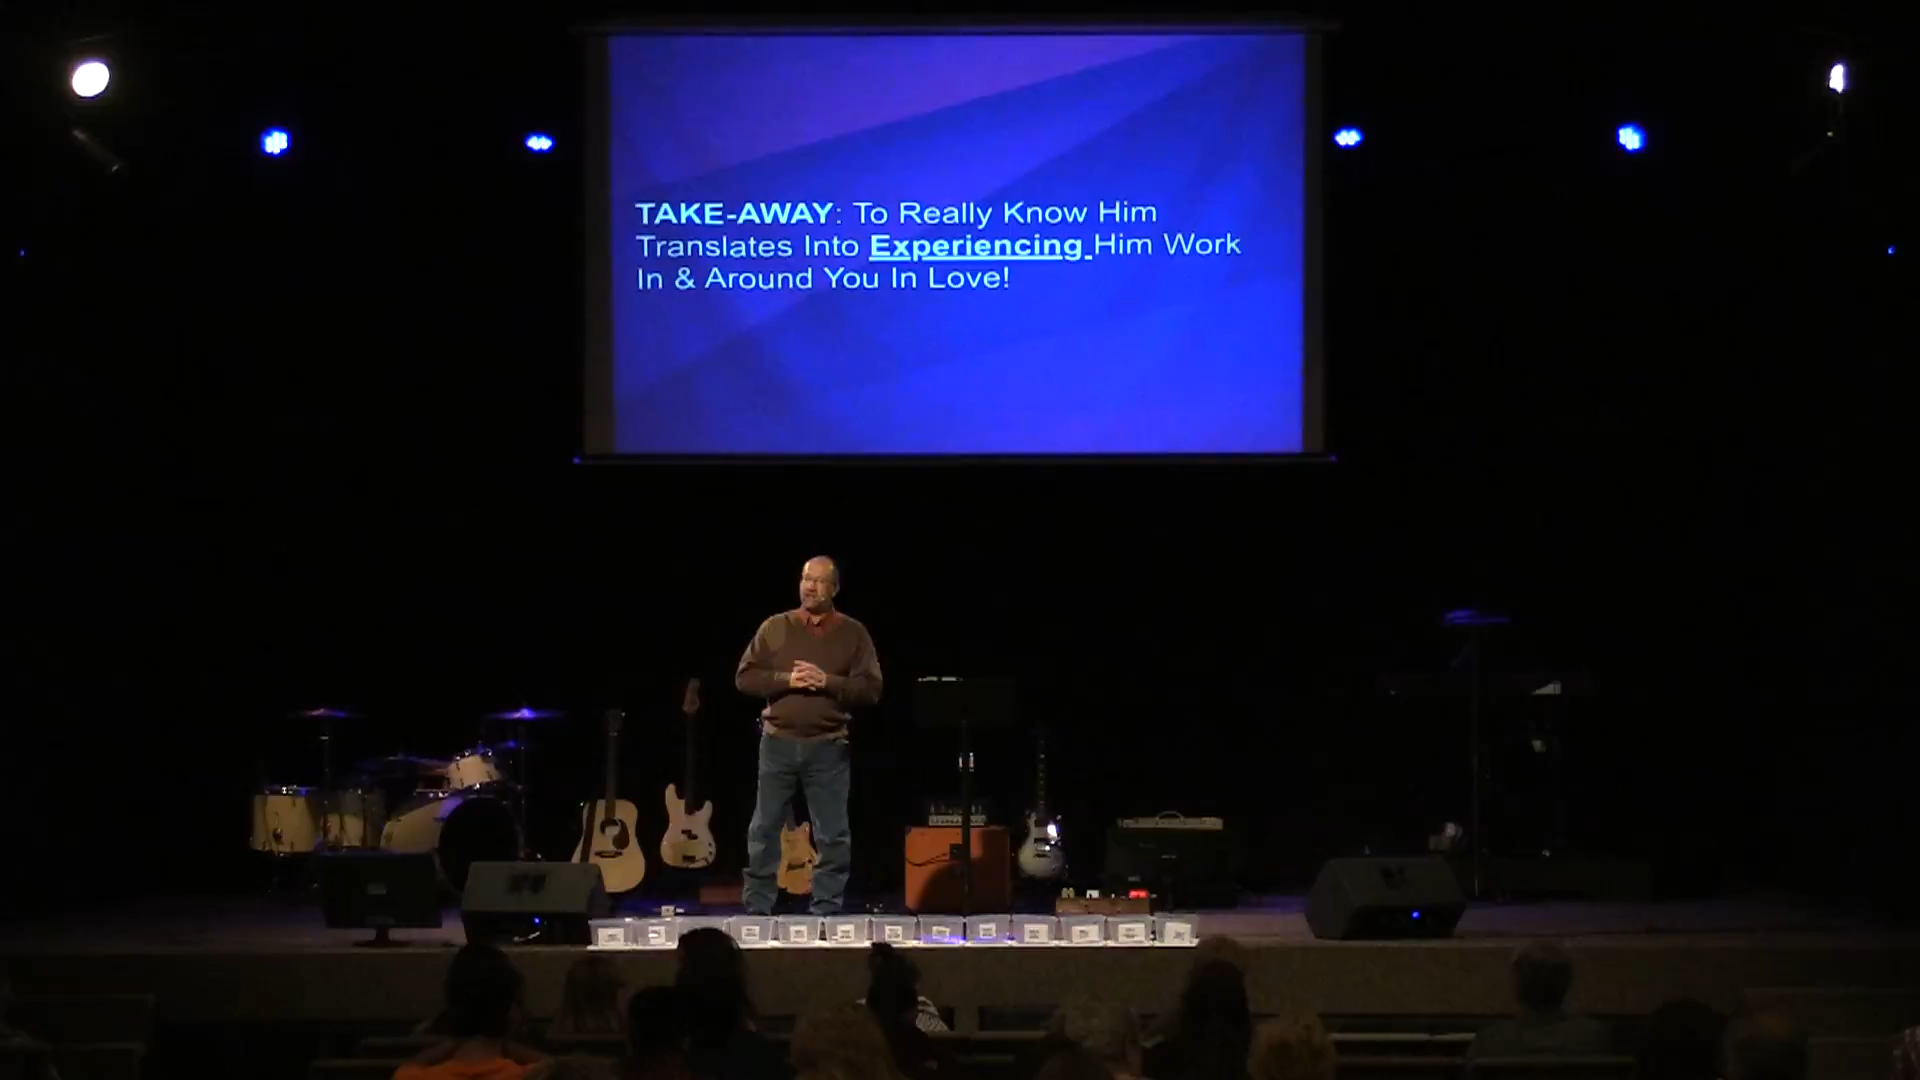 TAKE-AWAY: To Really Know Him
Translates Into Experiencing Him Work
In & Around You In Love!